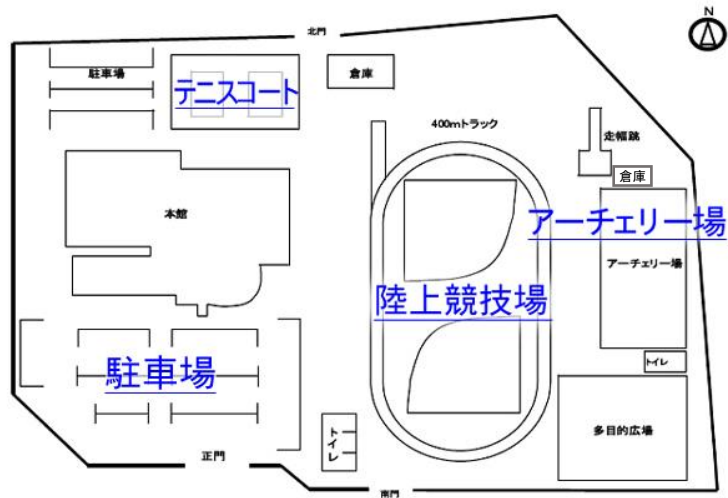 N
北門
駐車場
テニスコート
倉庫
400mトラック
走幅跳
倉庫
本館
アーチェリー場
アーチェリー場
陸上競技場
駐車場
トイレ
トイレ
多目的広場
正門
南門